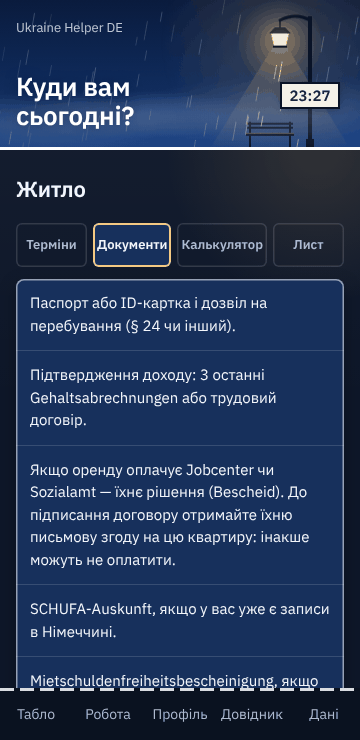 Ukraine Helper DE
Куди вам
сьогодні?
23:27
Житло
Терміни
Документи
Калькулятор
Лист
Паспорт або ID-картка і дозвіл на
перебування (§ 24 чи інший).
Підтвердження доходу: 3 останні
Gehaltsabrechnungen або трудовий
договір.
Якщо оренду оплачує Jobcenter чи
Sozialamt — їхнє рішення (Bescheid). До
підписання договору отримайте їхню
письмову згоду на цю квартиру: інакше
можуть не оплатити.
SCHUFA-Auskunft, якщо у вас уже є записи
в Німеччині.
Mietschuldenfreiheitsbescheinigung, якщо
Табло
Робота
Профіль
Довідник
Дані